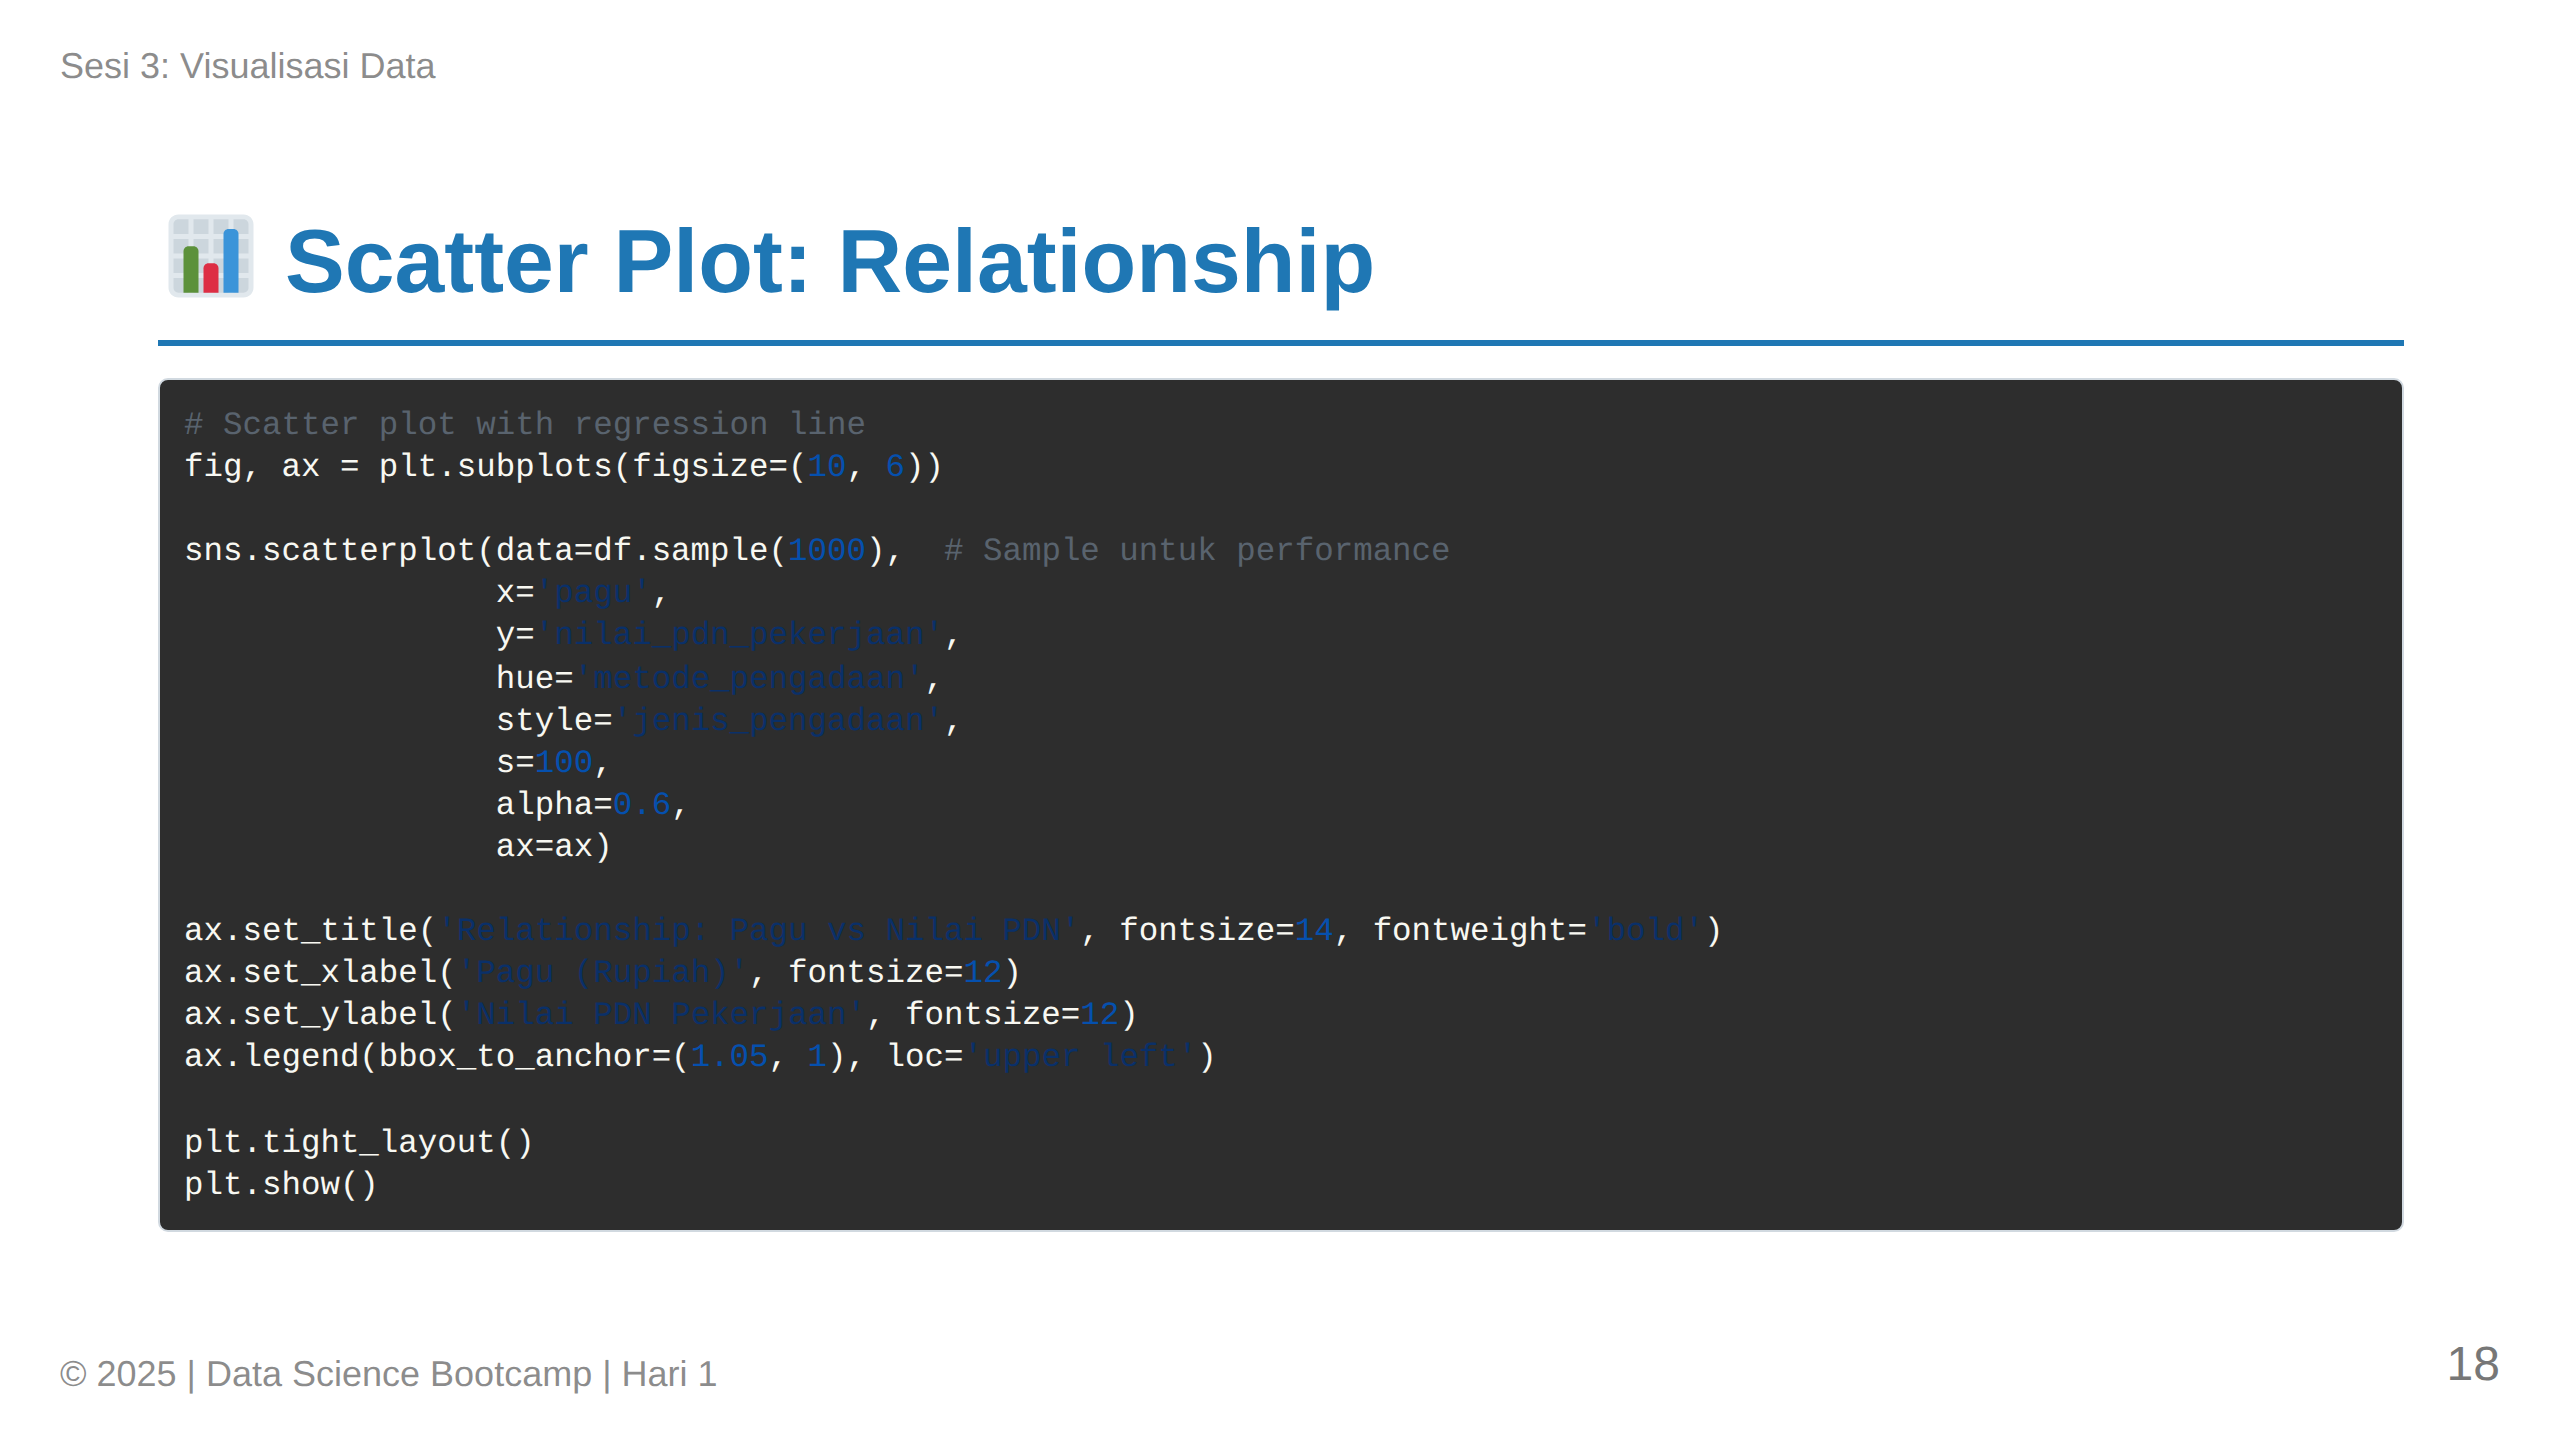 Sesi 3: Visualisasi Data
📊 Scatter Plot: Relationship
# Scatter plot with regression line
fig, ax = plt.subplots(figsize=(10, 6))
sns.scatterplot(data=df.sample(1000),  # Sample untuk performance
                x='pagu',
                y='nilai_pdn_pekerjaan',
                hue='metode_pengadaan',
                style='jenis_pengadaan',
                s=100,
                alpha=0.6,
                ax=ax)
ax.set_title('Relationship: Pagu vs Nilai PDN', fontsize=14, fontweight='bold')
ax.set_xlabel('Pagu (Rupiah)', fontsize=12)
ax.set_ylabel('Nilai PDN Pekerjaan', fontsize=12)
ax.legend(bbox_to_anchor=(1.05, 1), loc='upper left')
plt.tight_layout()
plt.show()
© 2025 | Data Science Bootcamp | Hari 1
18